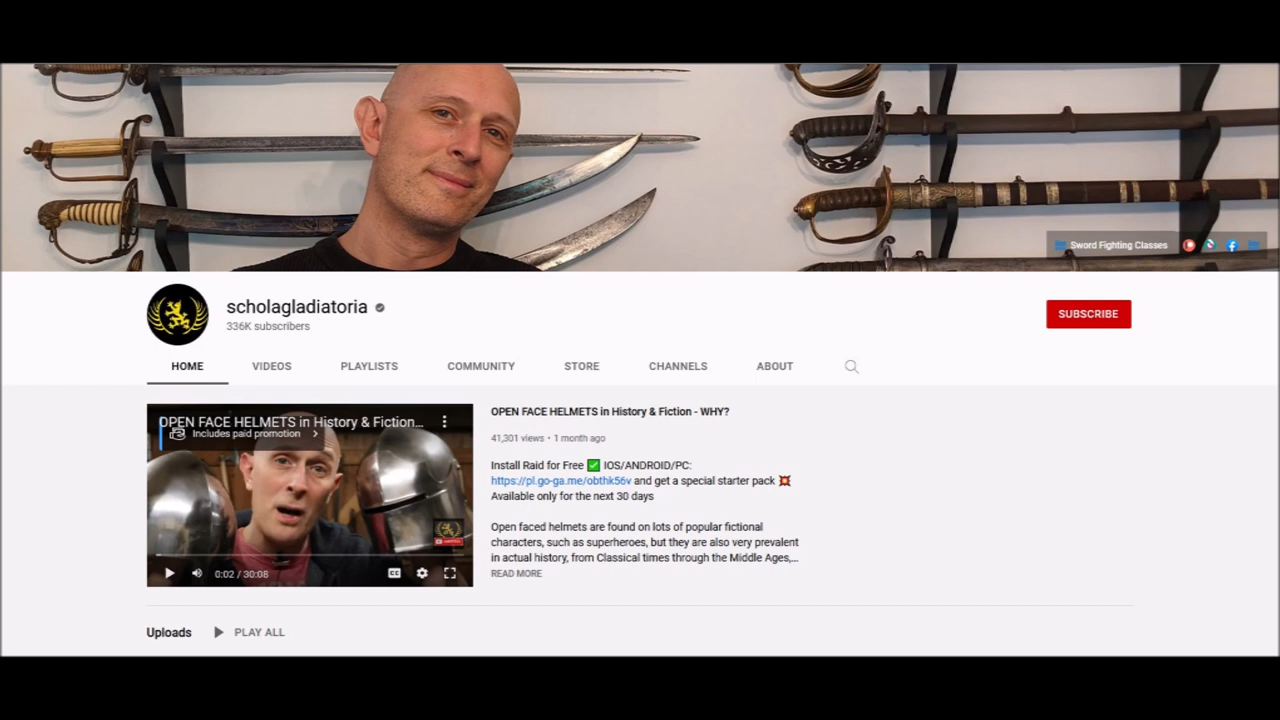 Sword Fighting Classes
scholagladiatoria
336K subscribers
SUBSCRIBE
HOME VIDEOS PLAYLISTS COMMUNITY STORE CHANNELS ABOUT
OPEN FACE HELMETS in History & Fiction...
Includes paid promotion
0:02 / 30:08
OPEN FACE HELMETS in History & Fiction - WHY?
41,301 views • 1 month ago
Install Raid for Free ✅ IOS/ANDROID/PC:
https://pl.go-ga.me/obthk56v and get a special starter pack 💥
Available only for the next 30 days
Open faced helmets are found on lots of popular fictional
characters, such as superheroes, but they are also very prevalent
in actual history, from Classical times through the Middle Ages,...
READ MORE
Uploads PLAY ALL